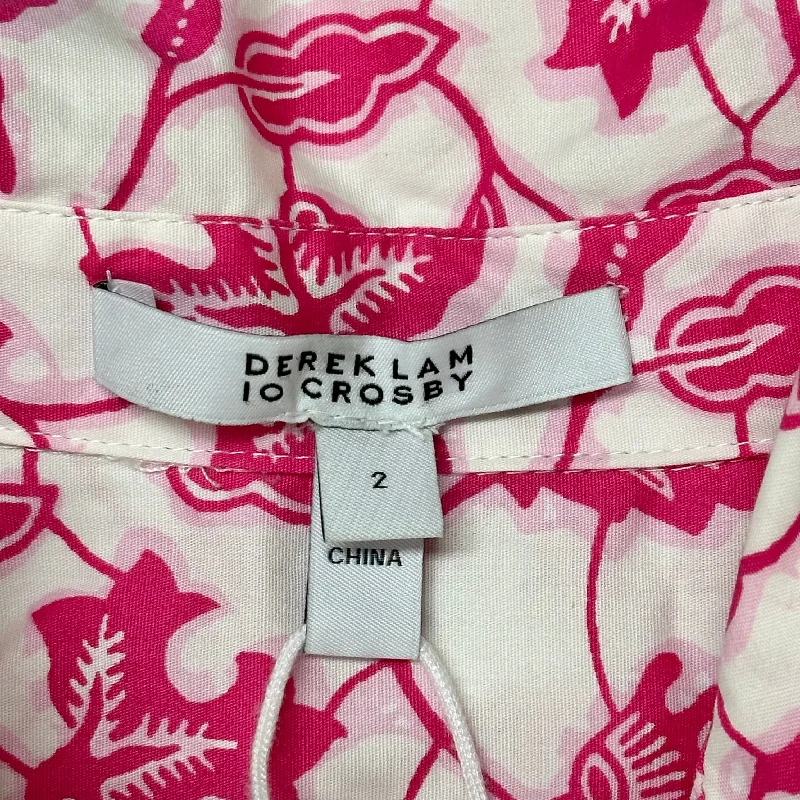 DEREK LAM
10 CROSBY
2
CHINA